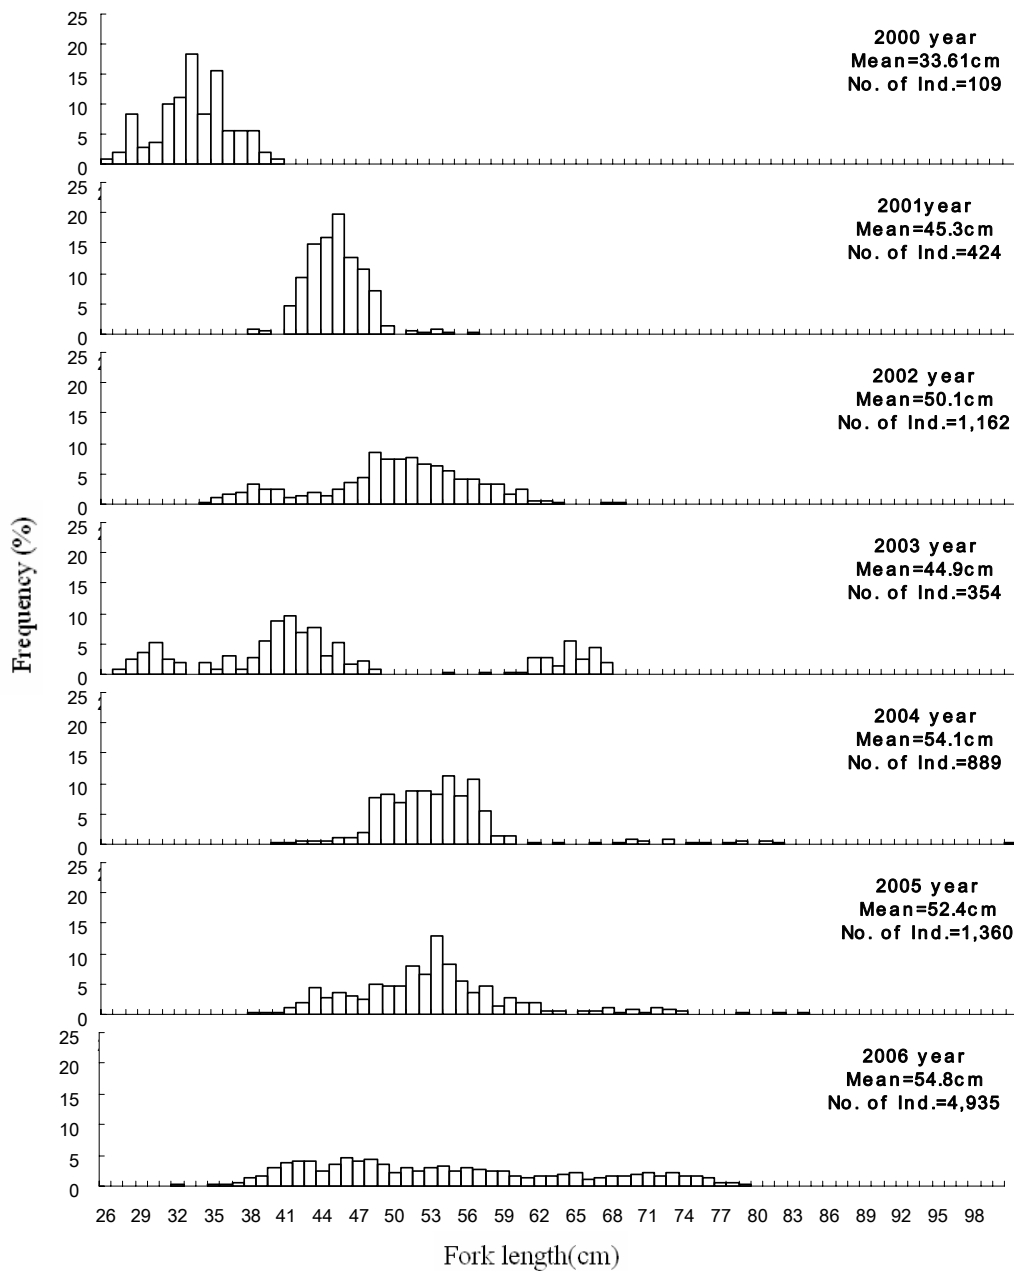 25
20
15
10
5
0
2000 year
Mean=33.61cm
No. of Ind.=109
25
20
15
10
5
0
2001year
Mean=45.3cm
No. of Ind.=424
25
20
15
10
5
0
2002 year
Mean=50.1cm
No. of Ind.=1,162
25
20
15
10
5
0
2003 year
Mean=44.9cm
No. of Ind.=354
25
20
15
10
5
0
2004 year
Mean=54.1cm
No. of Ind.=889
25
20
15
10
5
0
2005 year
Mean=52.4cm
No. of Ind.=1,360
25
20
15
10
5
0
2006 year
Mean=54.8cm
No. of Ind.=4,935
Frequency (%)
26 29 32 35 38 41 44 47 50 53 56 59 62 65 68 71 74 77 80 83 86 89 92 95 98
Fork length(cm)